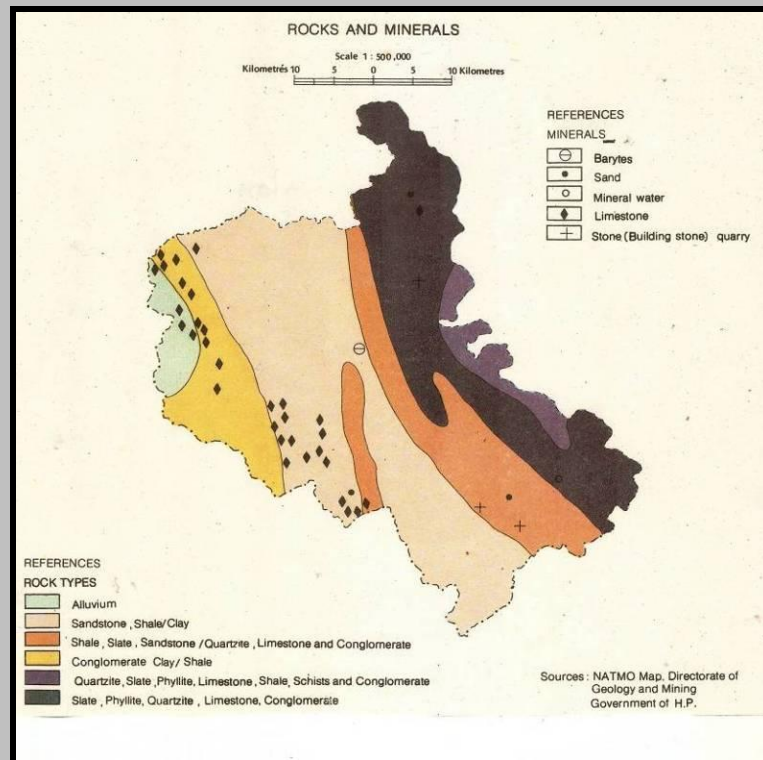 ROCKS AND MINERALS
Scale 1 : 500,000
Kilometrés 10 5 0 5 10 Kilometres
REFERENCES
MINERALS
Barytes
Sand
Mineral water
Limestone
Stone (Building stone) quarry
REFERENCES
ROCK TYPES
Alluvium
Sandstone, Shale/Clay
Shale, Slate, Sandstone/Quartzite, Limestone and Conglomerate
Conglomerate Clay/Shale
Quartzite, Slate, Phyllite, Limestone, Shale, Schists and Conglomerate
Slate, Phyllite, Quartzite, Limestone, Conglomerate
Sources : NATMO Map. Directorate of
Geology and Mining
Government of H.P.